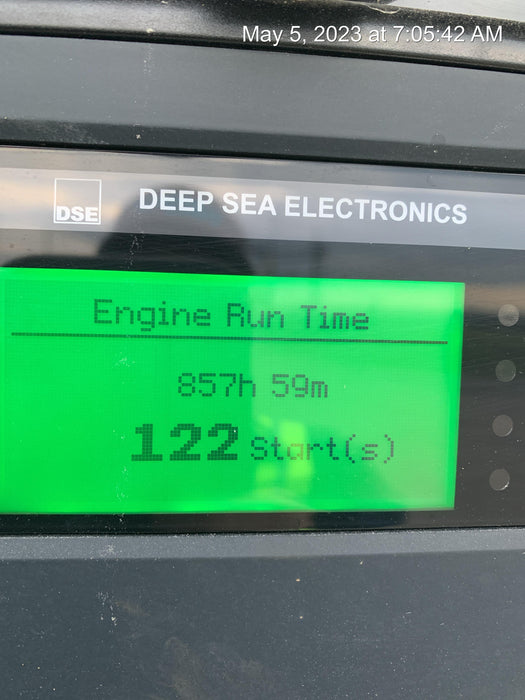 May 5, 2023 at 7:05:42 AM
DSE
DEEP SEA ELECTRONICS
Engine Run Time
857h 59m
122 Start(s)